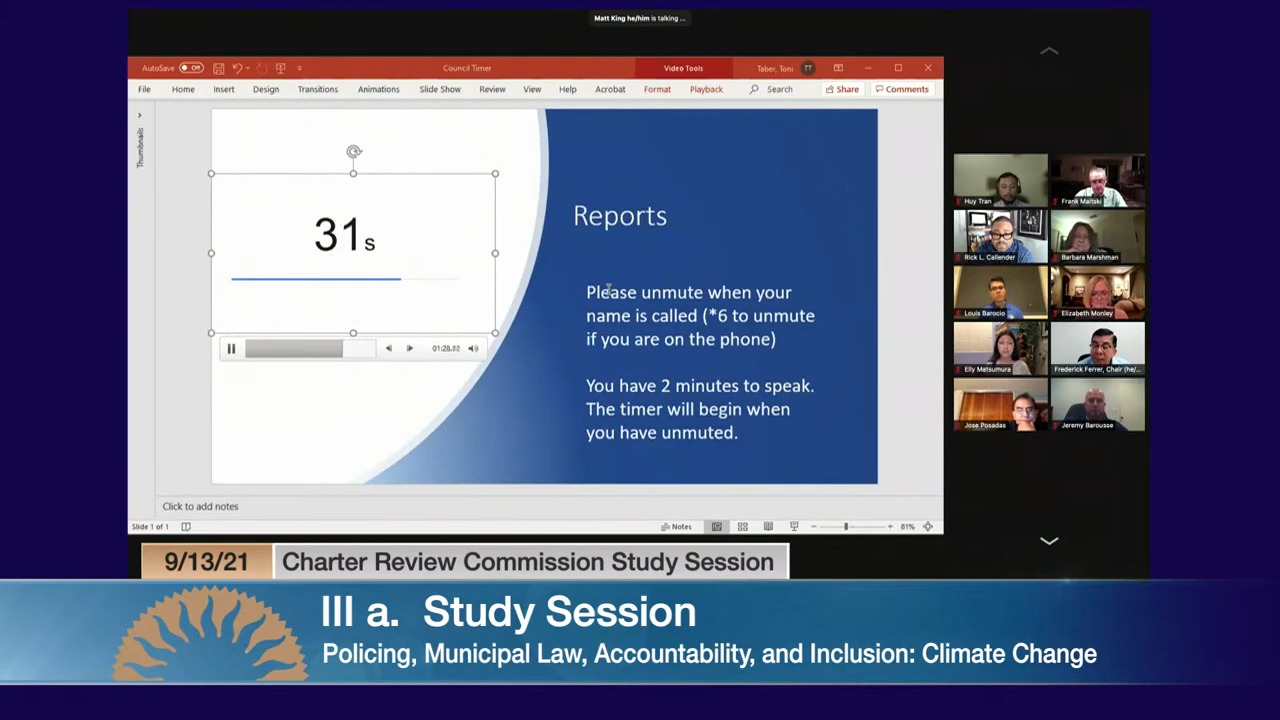 Matt King he/him is talking ...
AutoSave Off
Council Timer
Video Tools
Taber, Toni
TT
File Home Insert Design Transitions Animations Slide Show Review View Help Acrobat Format Playback Search Share Comments
Thumbnails
31s
01:28.32
Reports
Please unmute when your
name is called (*6 to unmute
if you are on the phone)
You have 2 minutes to speak.
The timer will begin when
you have unmuted.
Click to add notes
Slide 1 of 1
Notes
81%
Huy Tran
Frank Maitski
Rick L. Callender
Barbara Marshman
Louis Barocio
Elizabeth Monley
Elly Matsumura
Frederick Ferrer, Chair (he/...
Jose Posadas
Jeremy Barousse
9/13/21
Charter Review Commission Study Session
III a. Study Session
Policing, Municipal Law, Accountability, and Inclusion: Climate Change